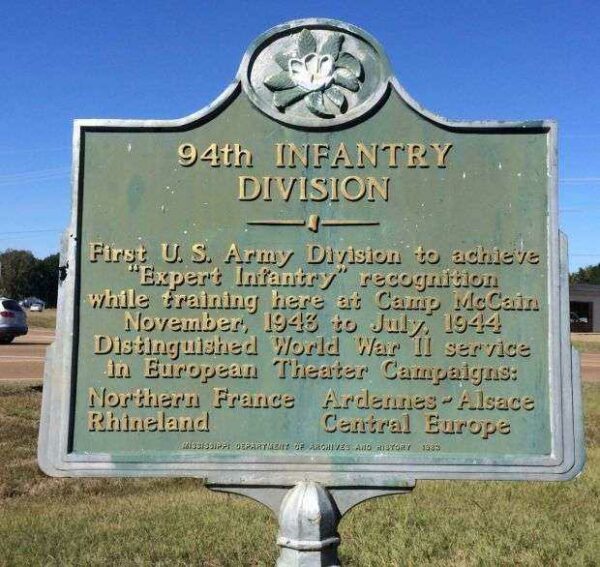 94th INFANTRY
DIVISION
First U. S. Army Division to achieve
"Expert Infantry" recognition
while training here at Camp McCain
November, 1943 to July, 1944
Distinguished World War II service
in European Theater Campaigns:
Northern France Ardennes-Alsace
Rhineland Central Europe
MISSISSIPPI DEPARTMENT OF ARCHIVES AND HISTORY 1983